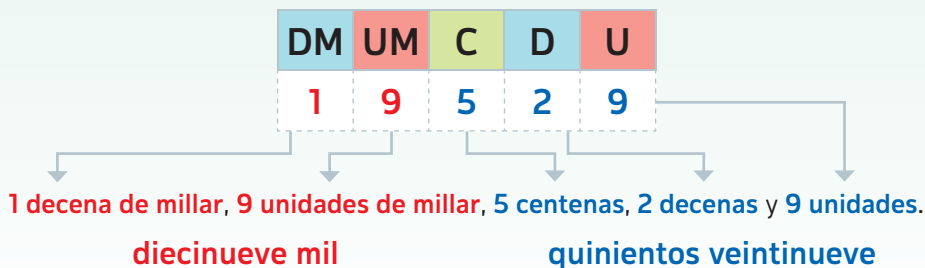 DM UM C D U
1 9 5 2 9
1 decena de millar, 9 unidades de millar, 5 centenas, 2 decenas y 9 unidades.
diecinueve mil quinientos veintinueve